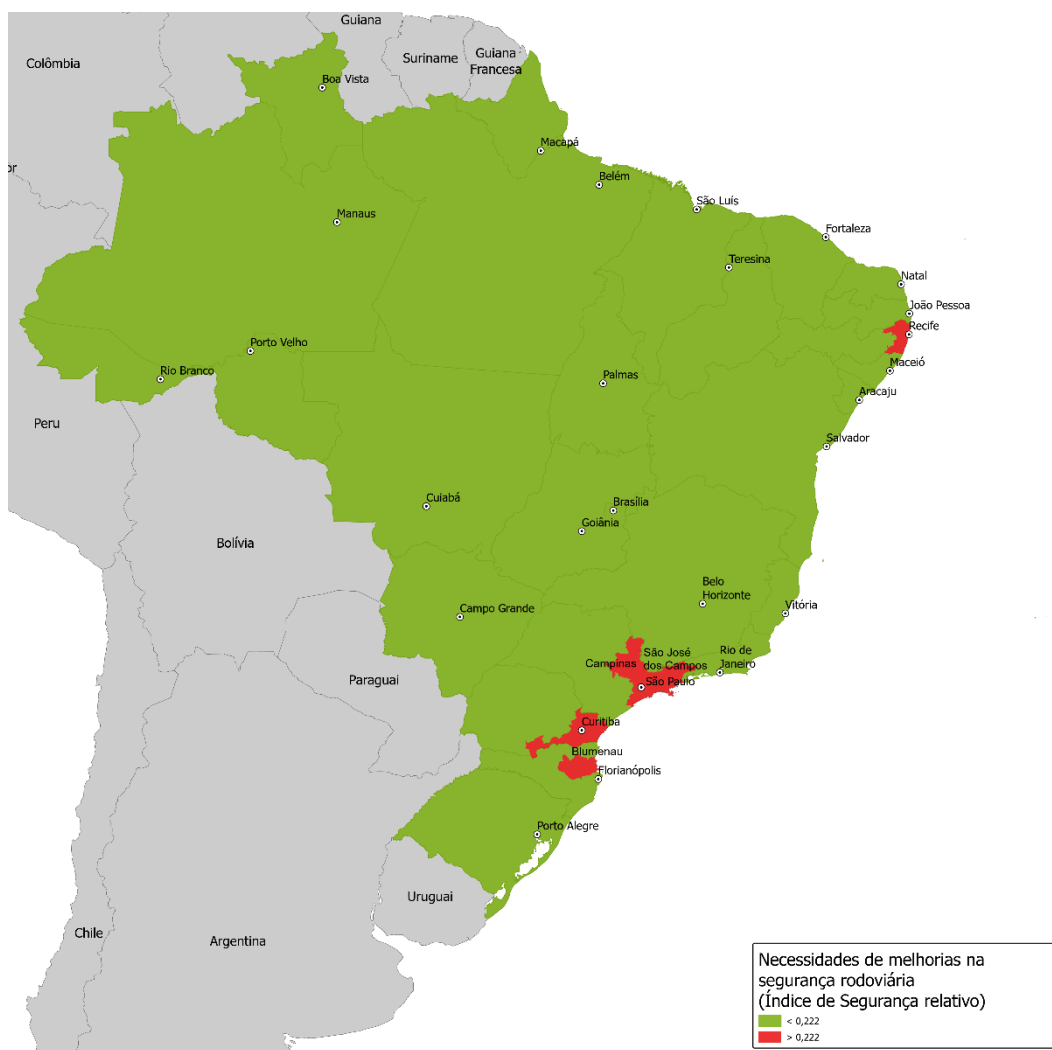 Guiana
Colômbia
Suriname
Guiana
Francesa
Boa Vista
Macapá
Belém
or
São Luís
Manaus
Fortaleza
Teresina
Natal
João Pessoa
Recife
Porto Velho
Rio Branco
Maceió
Palmas
Aracaju
Peru
Salvador
Cuiabá
Brasília
Goiânia
Bolívia
Belo
Horizonte
Vitória
Campo Grande
São José
dos Campos
Rio de
Janeiro
Campinas
São Paulo
Paraguai
Curitiba
Blumenau
Florianópolis
Porto Alegre
Uruguai
Chile
Argentina
Necessidades de melhorias na
segurança rodoviária
(Índice de Segurança relativo)
< 0,222
> 0,222